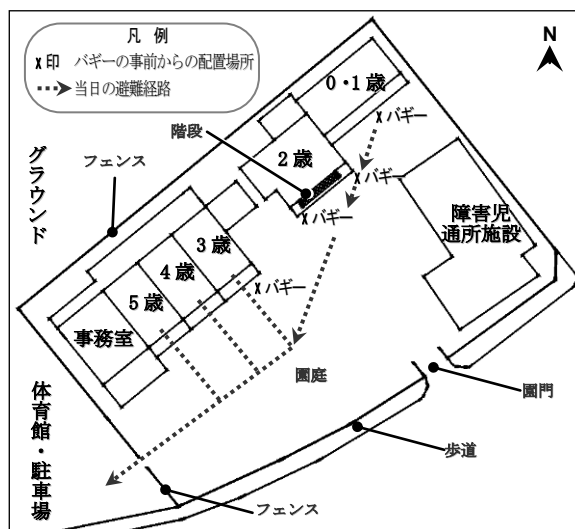 凡 例
x印 バギーの事前からの配置場所
当日の避難経路
N
0・1歳
xバギー
階段
2歳
フェンス
xバギー
xバギー
グラウンド
障害児
通所施設
3歳
4歳
5歳
xバギー
事務室
園庭
園門
体育館・駐車場
歩道
フェンス